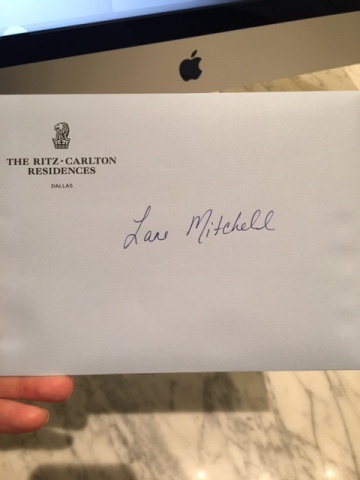 THE RITZ-CARLTON
RESIDENCES
DALLAS
Lane Mitchell